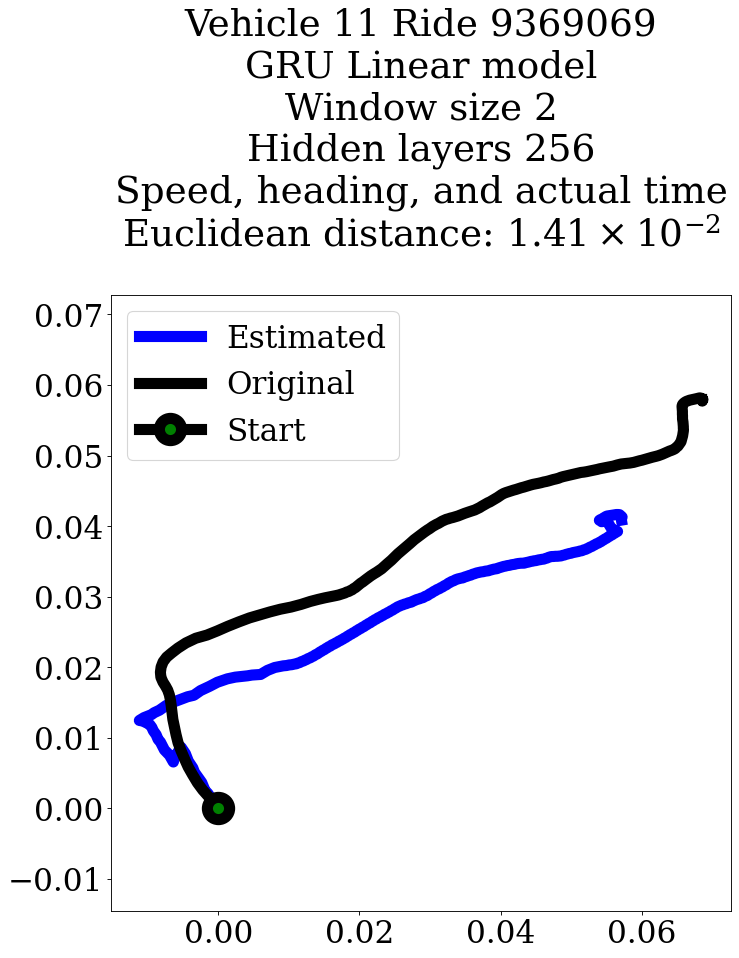 Vehicle 11 Ride 9369069
GRU Linear model
Window size 2
Hidden layers 256
Speed, heading, and actual time
Euclidean distance: 1.41 × 10⁻²
Estimated
Original
Start
0.07
0.06
0.05
0.04
0.03
0.02
0.01
0.00
−0.01
0.00 0.02 0.04 0.06